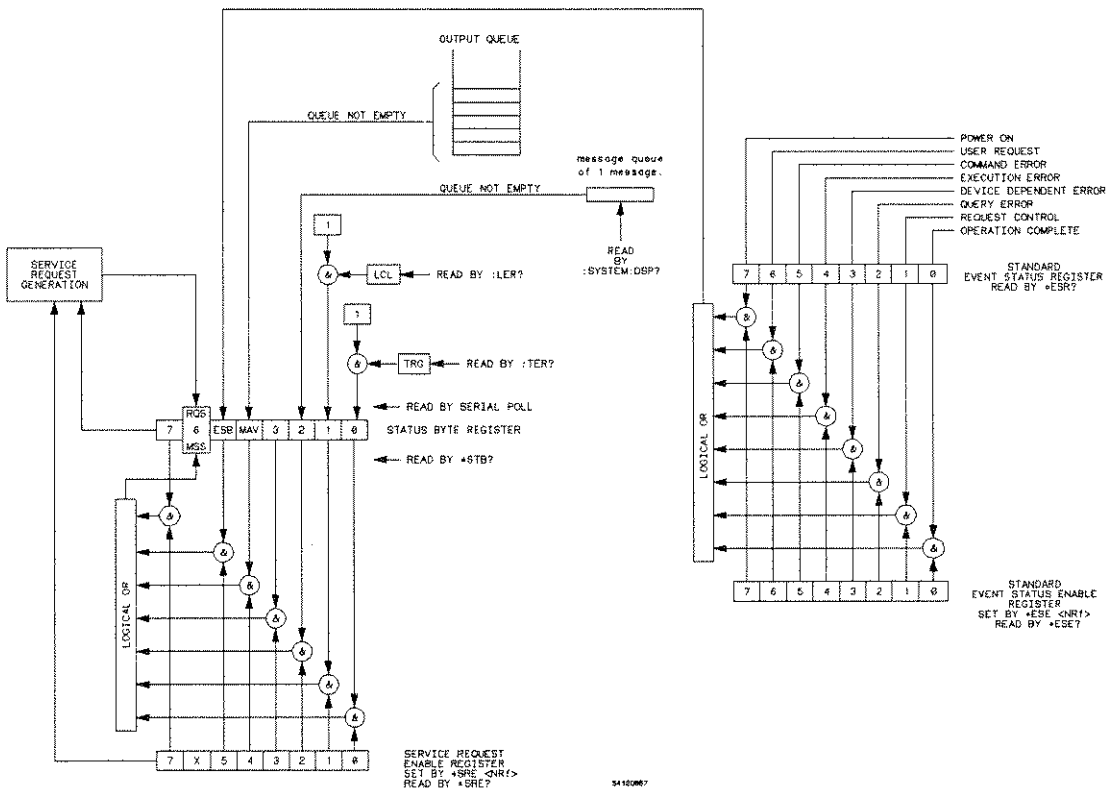 OUTPUT QUEUE
QUEUE NOT EMPTY
message queue
of 1 message.
QUEUE NOT EMPTY
READ
BY
:SYSTEM:DSP?
1
&
LCL
READ BY :LER?
1
&
TRG
READ BY :TER?
SERVICE
REQUEST
GENERATION
READ BY SERIAL POLL
RQS
7 6 ESB MAV 3 2 1 0
MSS
STATUS BYTE REGISTER
READ BY *STB?
LOGICAL OR
&
&
&
&
&
&
&
7 X 5 4 3 2 1 0
SERVICE REQUEST
ENABLE REGISTER
SET BY *SRE <NRf>
READ BY *SRE?
POWER ON
USER REQUEST
COMMAND ERROR
EXECUTION ERROR
DEVICE DEPENDENT ERROR
QUERY ERROR
REQUEST CONTROL
OPERATION COMPLETE
7 6 5 4 3 2 1 0
STANDARD
EVENT STATUS REGISTER
READ BY *ESR?
LOGICAL OR
&
&
&
&
&
&
&
&
7 6 5 4 3 2 1 0
STANDARD
EVENT STATUS ENABLE
REGISTER
SET BY *ESE <NRf>
READ BY *ESE?